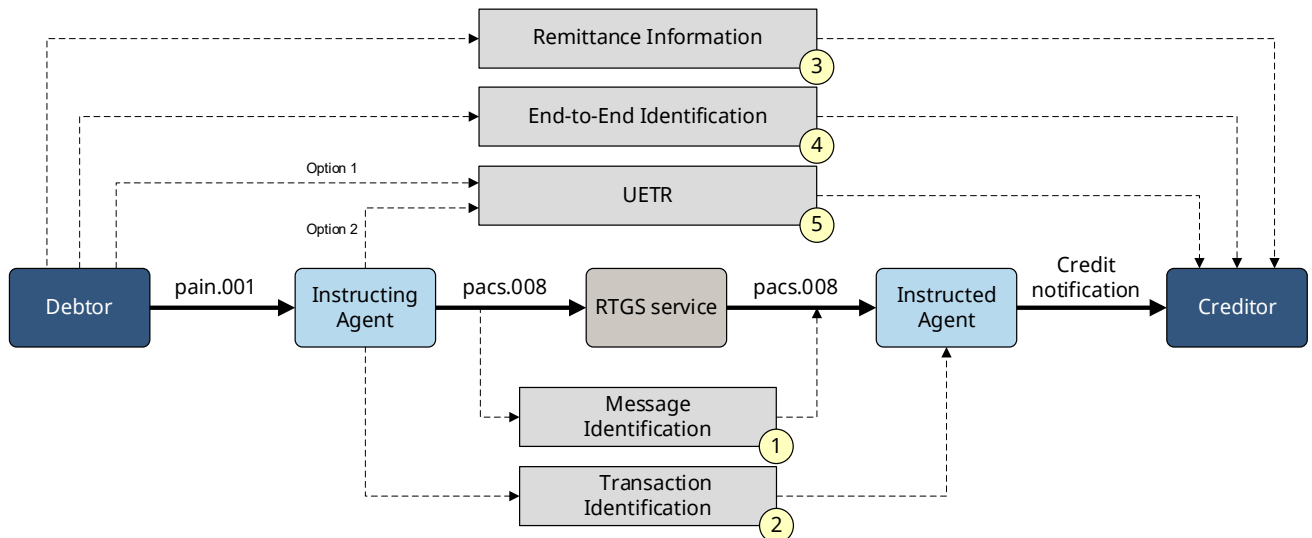 Remittance Information
3
End-to-End Identification
4
Option 1
UETR
5
Option 2
Debtor
pain.001
Instructing
Agent
pacs.008
RTGS service
pacs.008
Instructed
Agent
Credit
notification
Creditor
Message
Identification
1
Transaction
Identification
2